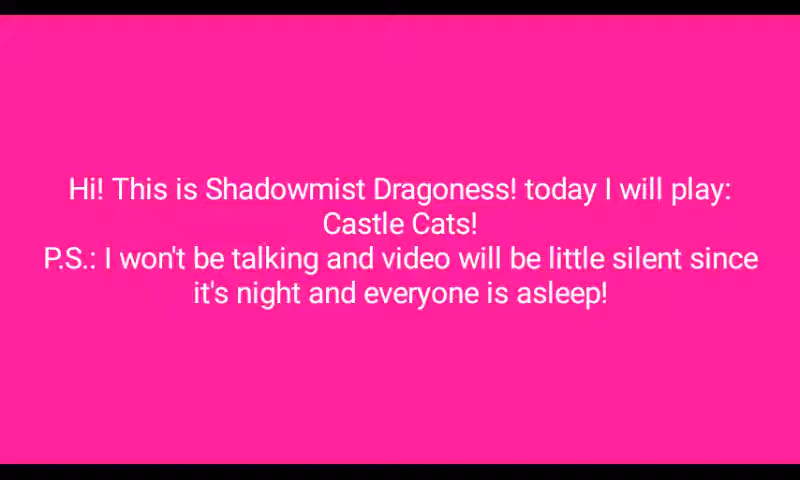 Hi! This is Shadowmist Dragoness! today I will play:
Castle Cats!
P.S.: I won't be talking and video will be little silent since
it's night and everyone is asleep!